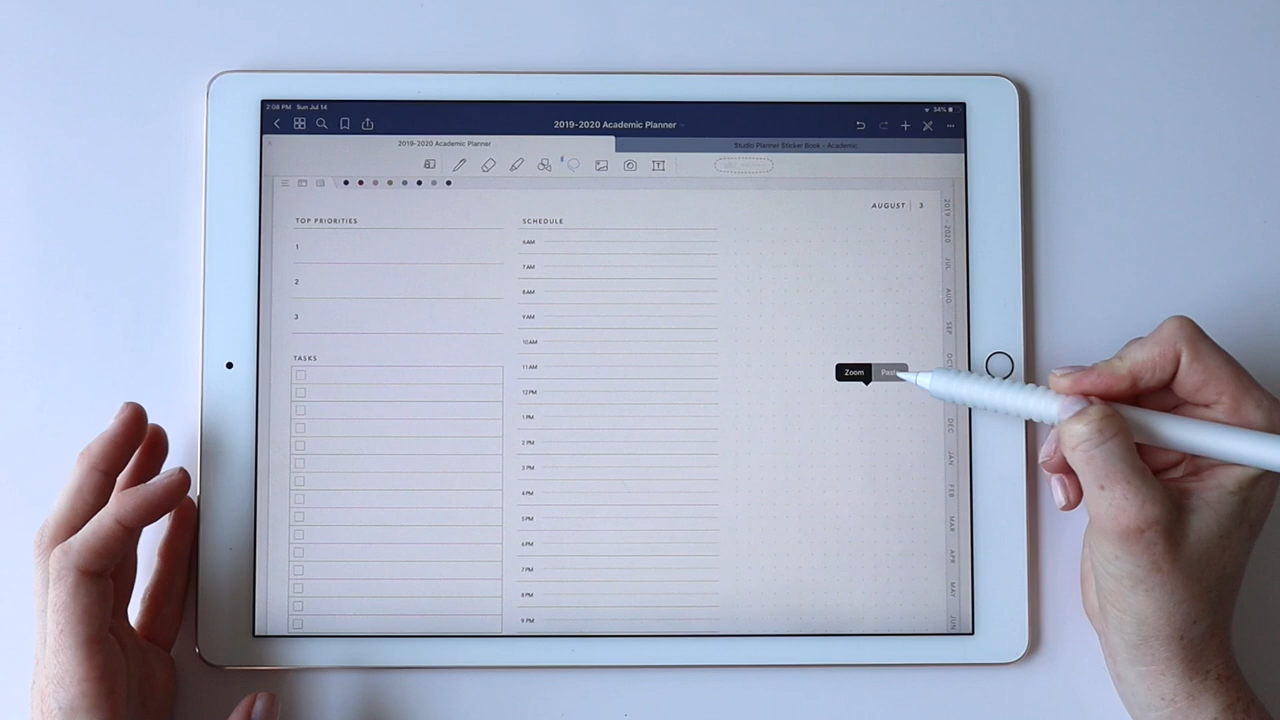 2:08 PM Sun Jul 14
34%
2019-2020 Academic Planner
2019-2020 Academic Planner
Studio Planner Sticker Book - Academic
AUGUST | 3
TOP PRIORITIES
1
2
3
TASKS
SCHEDULE
6AM
7AM
8AM
9AM
10AM
11AM
12PM
1PM
2PM
3PM
4PM
5PM
6PM
7PM
8PM
9PM
Zoom
Past
2019 - 2020
JUL
AUG
SEP
OC
DEC
JAN
FEB
MAR
APR
MAY
JUN